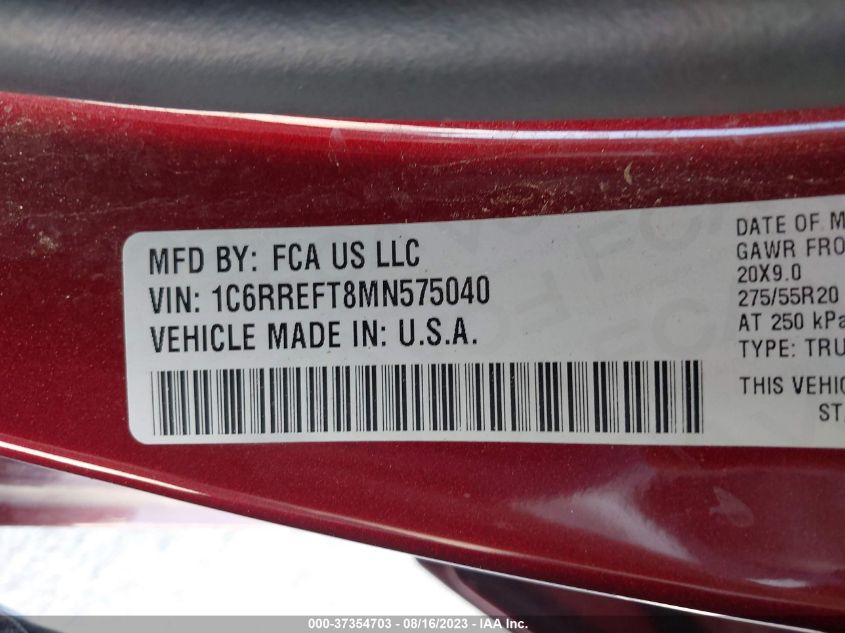 MFD BY: FCA US LLC
VIN: 1C6RREFT8MN575040
VEHICLE MADE IN: U.S.A.
DATE OF M
GAWR FRO
20X9.0
275/55R20
AT 250 kPa
TYPE: TRU
THIS VEHIC
ST
000-37354703 - 08/16/2023 - IAA Inc.